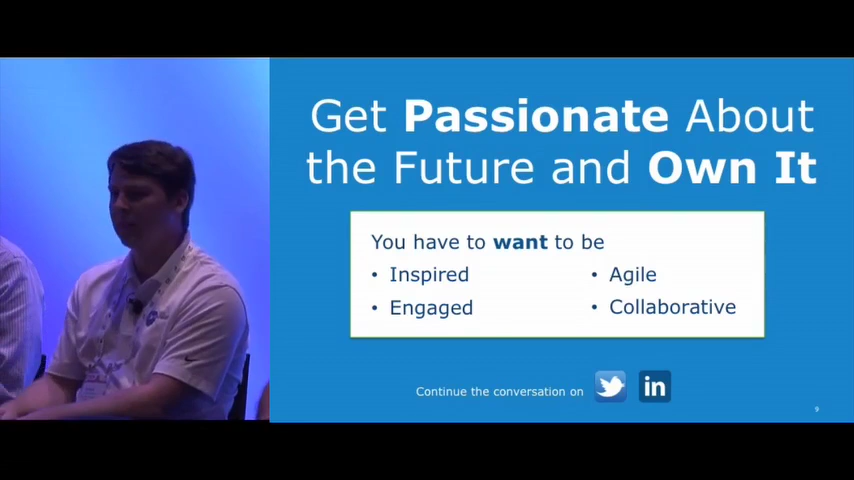 Get Passionate About
the Future and Own It
You have to want to be
• Inspired
• Agile
• Engaged
• Collaborative
Continue the conversation on
in
9